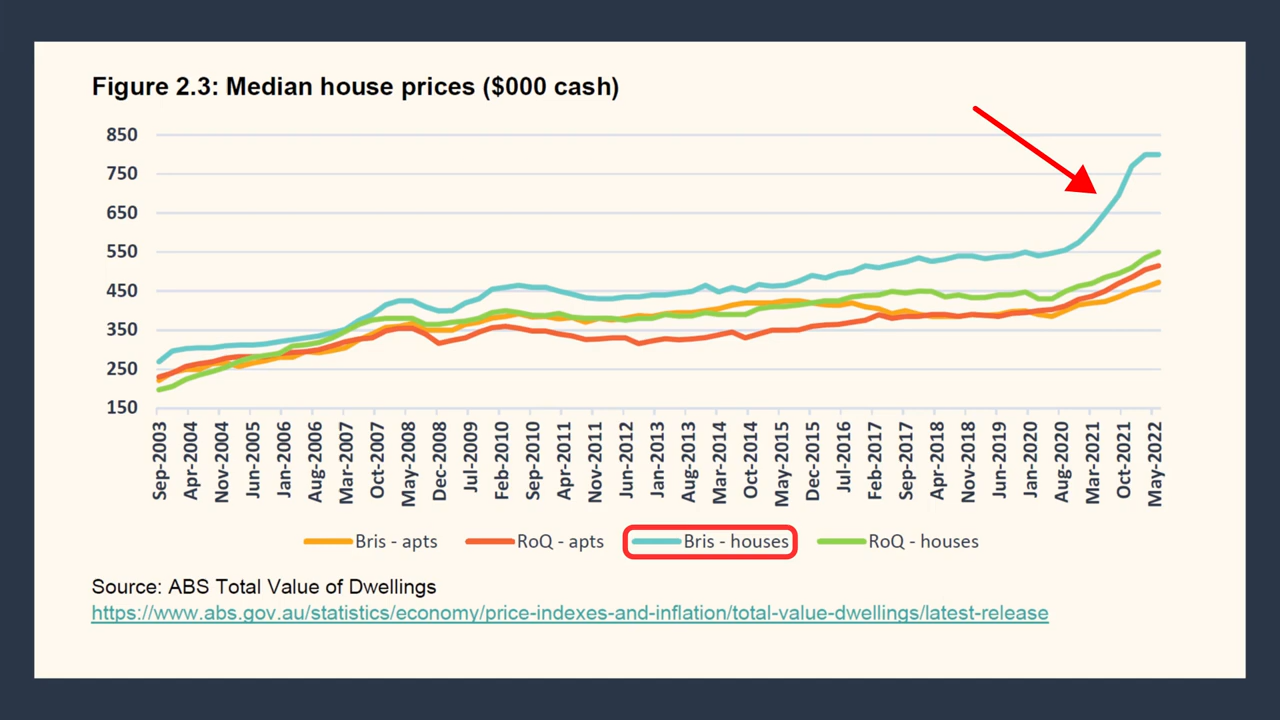 Figure 2.3: Median house prices ($000 cash)
850
750
650
550
450
350
250
150
Sep-2003
Apr-2004
Nov-2004
Jun-2005
Jan-2006
Aug-2006
Mar-2007
Oct-2007
May-2008
Dec-2008
Jul-2009
Feb-2010
Sep-2010
Apr-2011
Nov-2011
Jun-2012
Jan-2013
Aug-2013
Mar-2014
Oct-2014
May-2015
Dec-2015
Jul-2016
Feb-2017
Sep-2017
Apr-2018
Nov-2018
Jun-2019
Jan-2020
Aug-2020
Mar-2021
Oct-2021
May-2022
Bris - apts RoQ - apts Bris - houses RoQ - houses
Source: ABS Total Value of Dwellings
https://www.abs.gov.au/statistics/economy/price-indexes-and-inflation/total-value-dwellings/latest-release